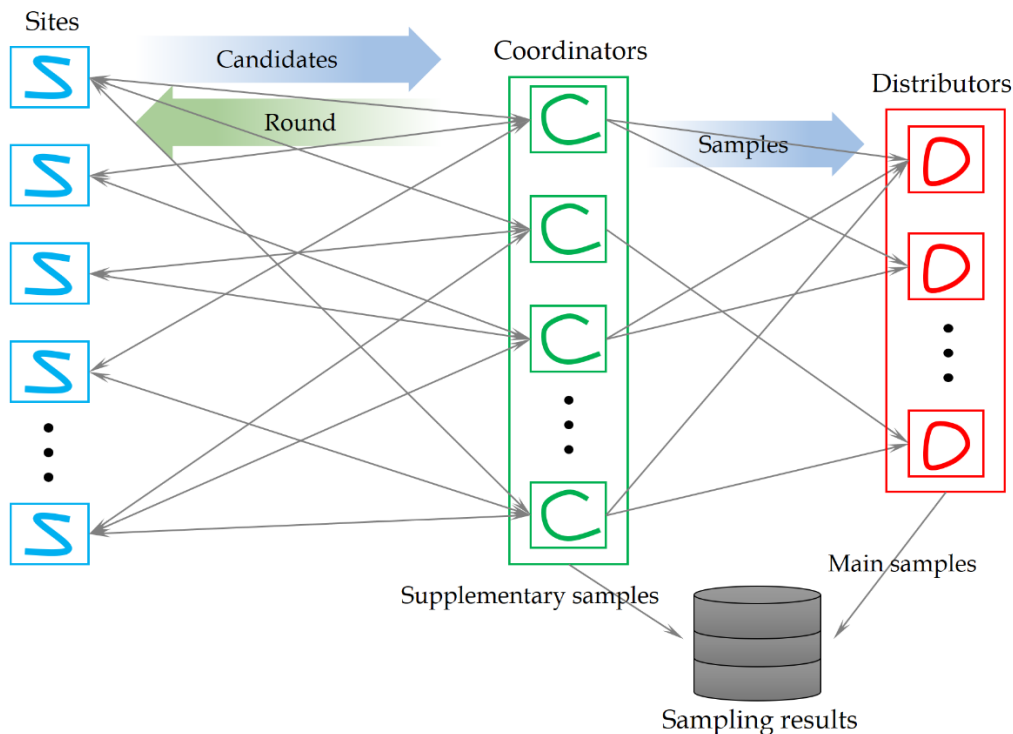 Sites
Candidates
Round
Coordinators
Samples
Distributors
S
S
S
S
S
C
C
C
C
D
D
D
Supplementary samples
Main samples
Sampling results